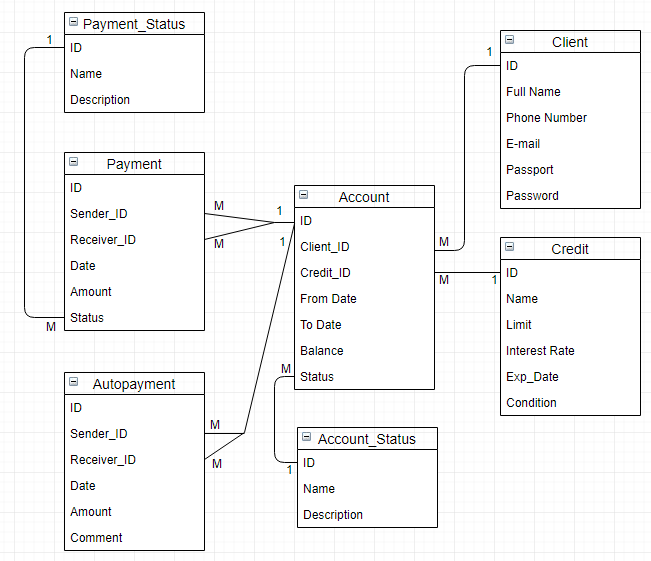 Payment_Status
ID
Name
Description
1
M
Payment
ID
Sender_ID
Receiver_ID
Date
Amount
Status
M
M
1
1
Autopayment
ID
Sender_ID
Receiver_ID
Date
Amount
Comment
M
M
Account
ID
Client_ID
Credit_ID
From Date
To Date
Balance
Status
M
1
Account_Status
ID
Name
Description
Client
ID
Full Name
Phone Number
E-mail
Passport
Password
1
M
Credit
ID
Name
Limit
Interest Rate
Exp_Date
Condition
M
1